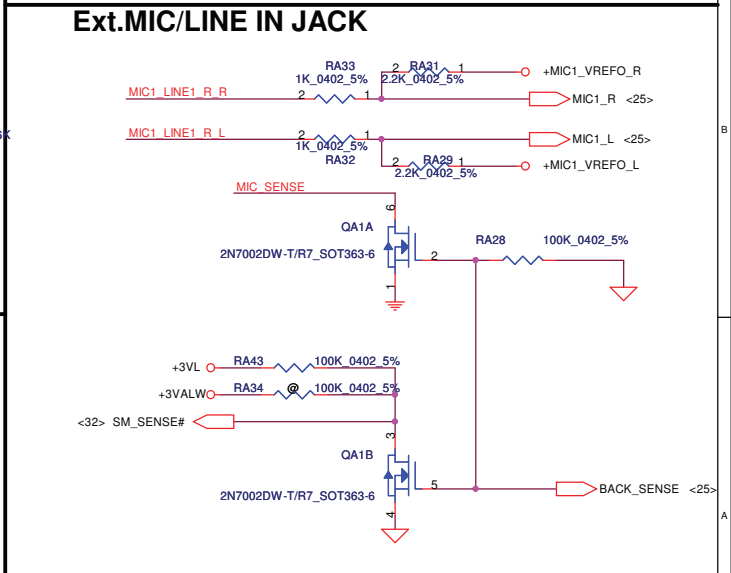 Ext.MIC/LINE IN JACK
RA33
1K_0402_5%
MIC1_LINE1_R_R
2
1
2
RA31
1
2.2K_0402_5%
+MIC1_VREFO_R
MIC1_R <25>
MIC1_LINE1_R_L
2
1
1K_0402_5%
RA32
MIC1_L <25>
2
RA29
1
2.2K_0402_5%
+MIC1_VREFO_L
B
MIC_SENSE
6
QA1A
2N7002DW-T/R7_SOT363-6
2
1
RA28
100K_0402_5%
+3VL
RA43
100K_0402_5%
+3VALW
RA34
@
100K_0402_5%
<32> SM_SENSE#
3
QA1B
2N7002DW-T/R7_SOT363-6
5
4
BACK_SENSE <25>
A